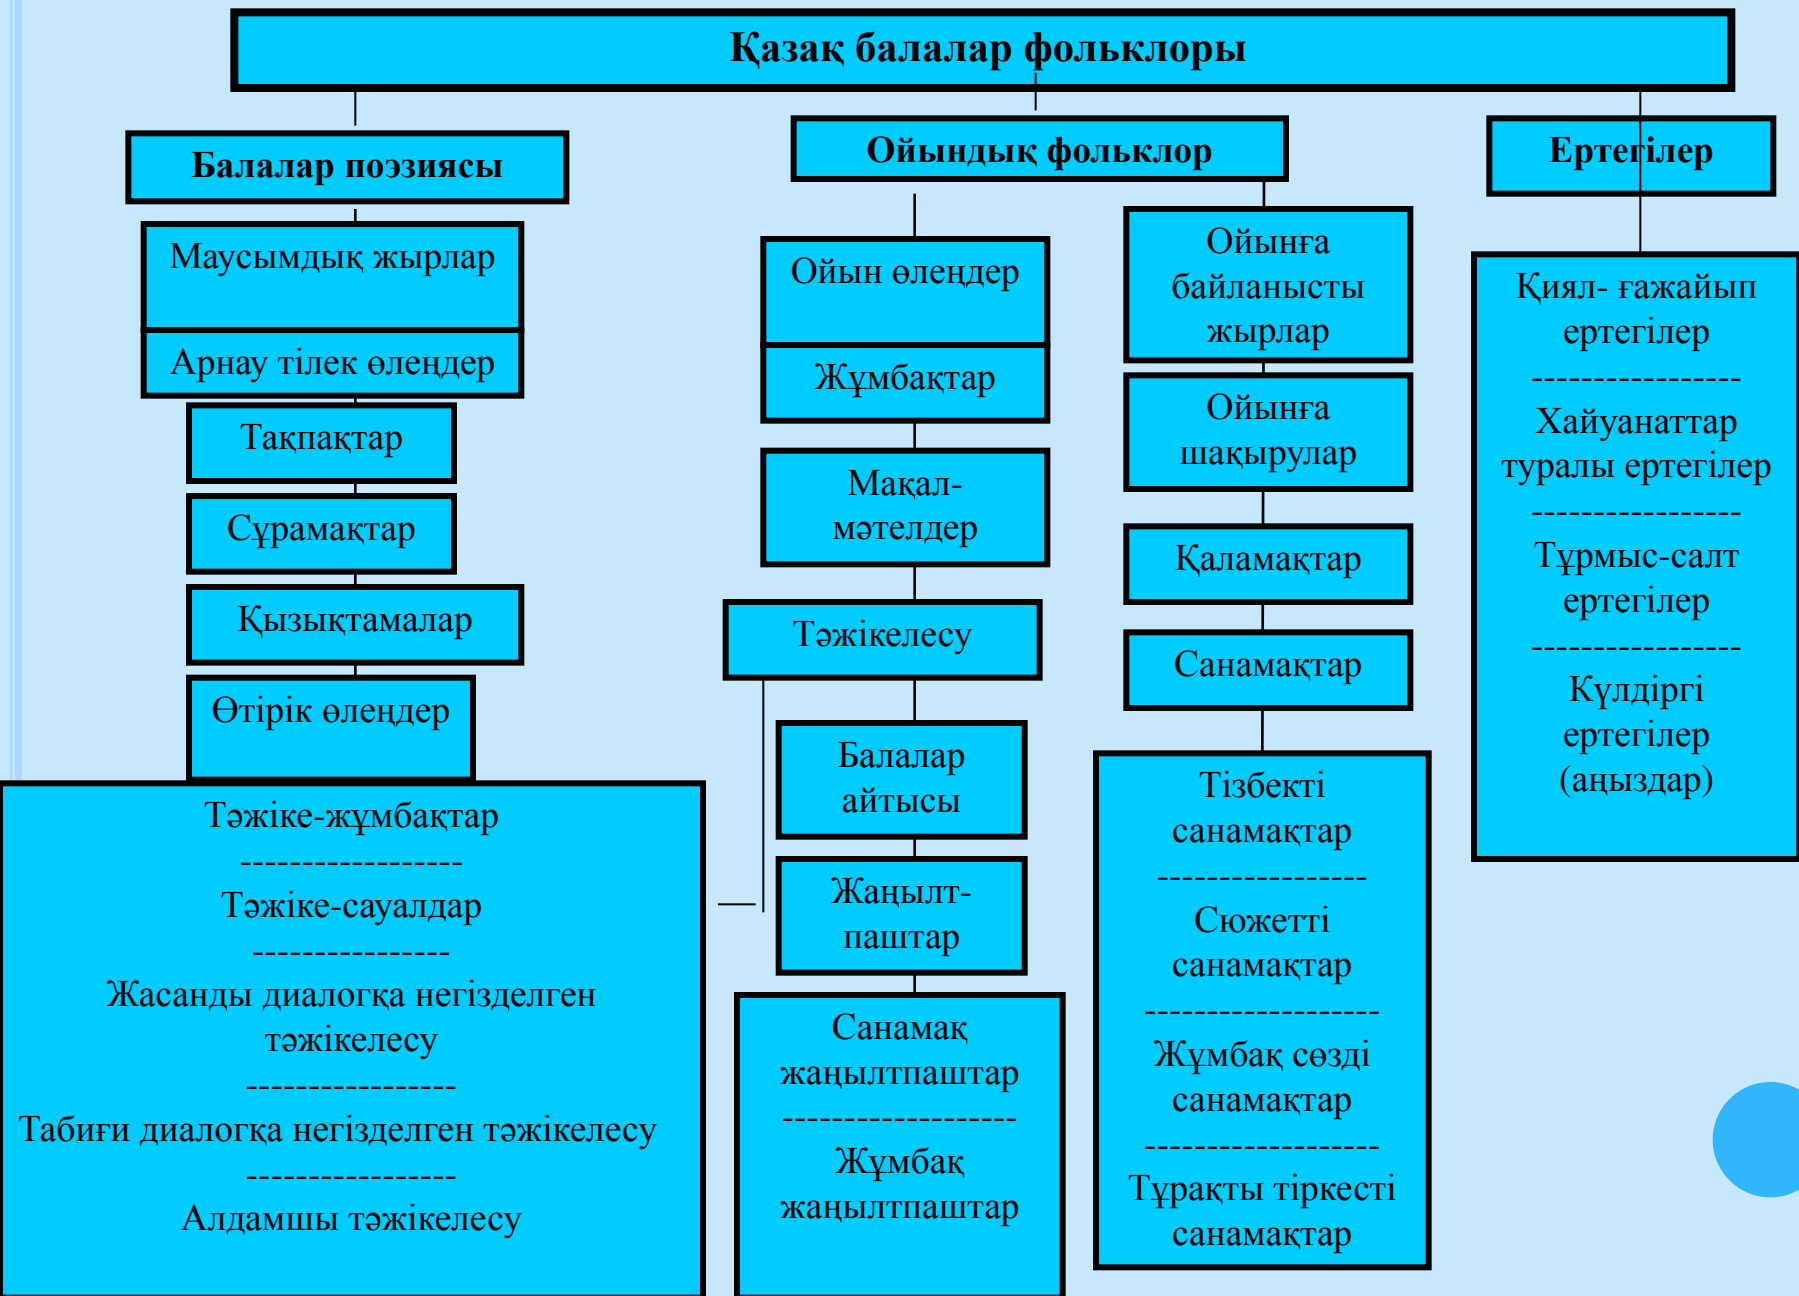 Қазақ балалар фольклоры
Балалар поэзиясы
Маусымдық жырлар
Арнау тілек өлеңдер
Тақпақтар
Сұрамақтар
Қызықтамалар
Өтірік өлеңдер
Тәжіке-жұмбақтар
------------------
Тәжіке-сауалдар
----------------
Жасанды диалогқа негізделген
тәжікелесу
-----------------
Табиғи диалогқа негізделген тәжікелесу
-----------------
Алдамшы тәжікелесу
Ойындық фольклор
Ойын өлеңдер
Жұмбақтар
Мақал-
мәтелдер
Тәжікелесу
Балалар
айтысы
Жаңылт-
паштар
Санамақ
жаңылтпаштар
-------------------
Жұмбақ
жаңылтпаштар
Ойынға
байланысты
жырлар
Ойынға
шақырулар
Қаламақтар
Санамақтар
Тізбекті
санамақтар
-----------------
Сюжетті
санамақтар
-------------------
Жұмбақ сөзді
санамақтар
-------------------
Тұрақты тіркесті
санамақтар
Ертегілер
Қиял- ғажайып
ертегілер
-----------------
Хайуанаттар
туралы ертегілер
-----------------
Тұрмыс-салт
ертегілер
-----------------
Күлдіргі
ертегілер
(аңыздар)